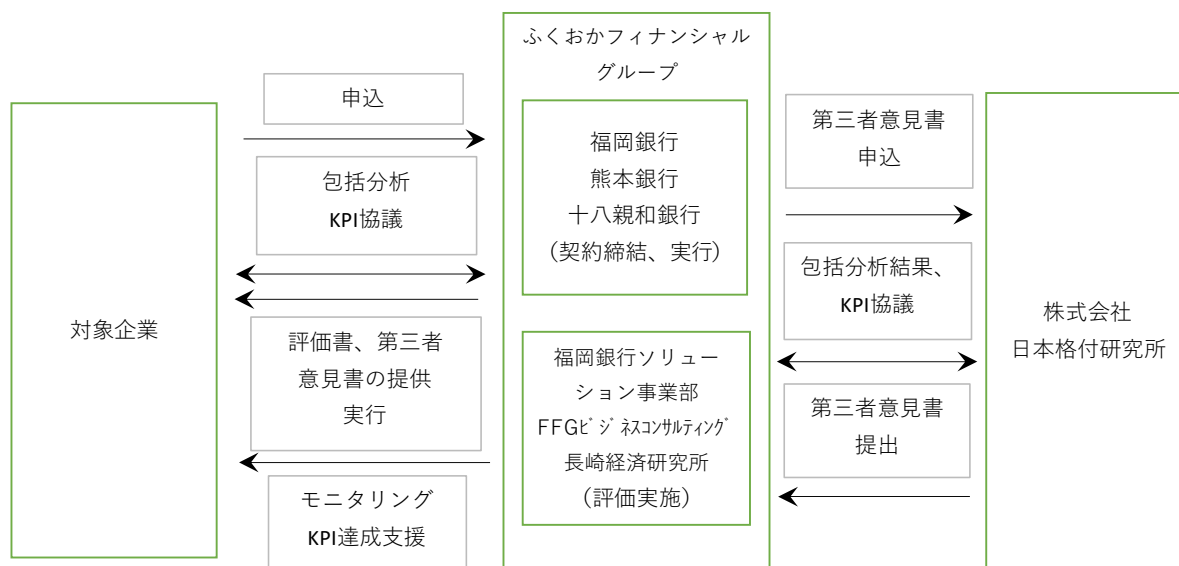 対象企業
申込
包括分析
KPI協議
評価書、第三者
意見書の提供
実行
モニタリング
KPI達成支援
ふくおかフィナンシャル
グループ
福岡銀行
熊本銀行
十八親和銀行
(契約締結、実行)
福岡銀行ソリュー
ション事業部
FFGビジネスコンサルティング
長崎経済研究所
(評価実施)
第三者意見書
申込
包括分析結果、
KPI協議
第三者意見書
提出
株式会社
日本格付研究所